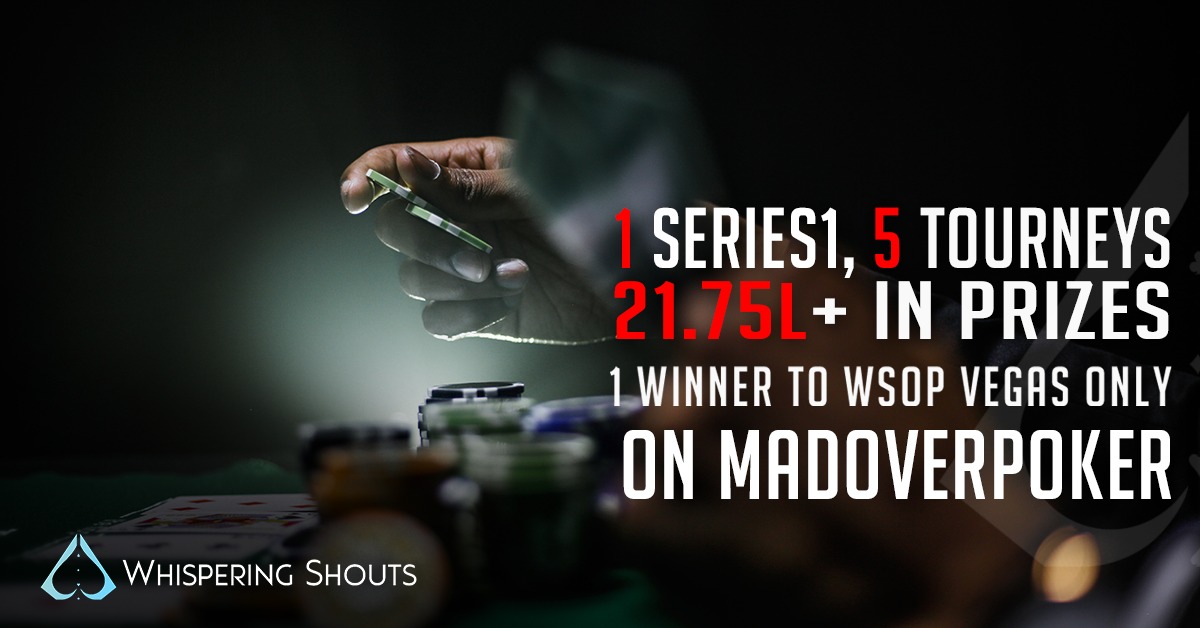 1 SERIES1, 5 TOURNEYS
21.75L+ IN PRIZES
1 WINNER TO WSOP VEGAS ONLY
ON MADOVERPOKER
WHISPERING SHOUTS